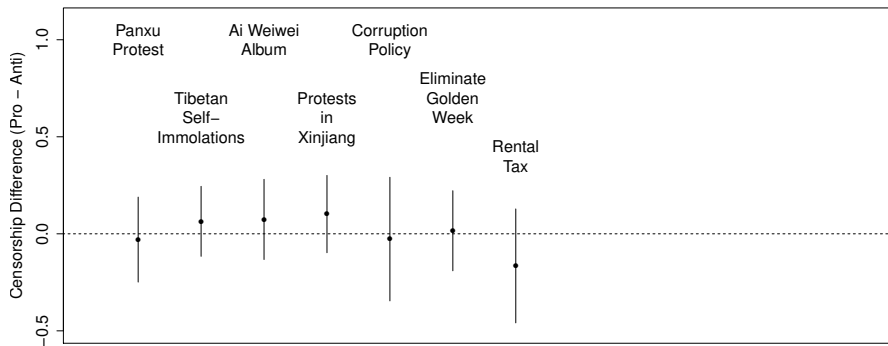 Censorship Difference (Pro − Anti)
1.0
0.5
0.0
−0.5
Panxu
Protest
Tibetan
Self−
Immolations
Ai Weiwei
Album
Protests
in
Xinjiang
Corruption
Policy
Eliminate
Golden
Week
Rental
Tax